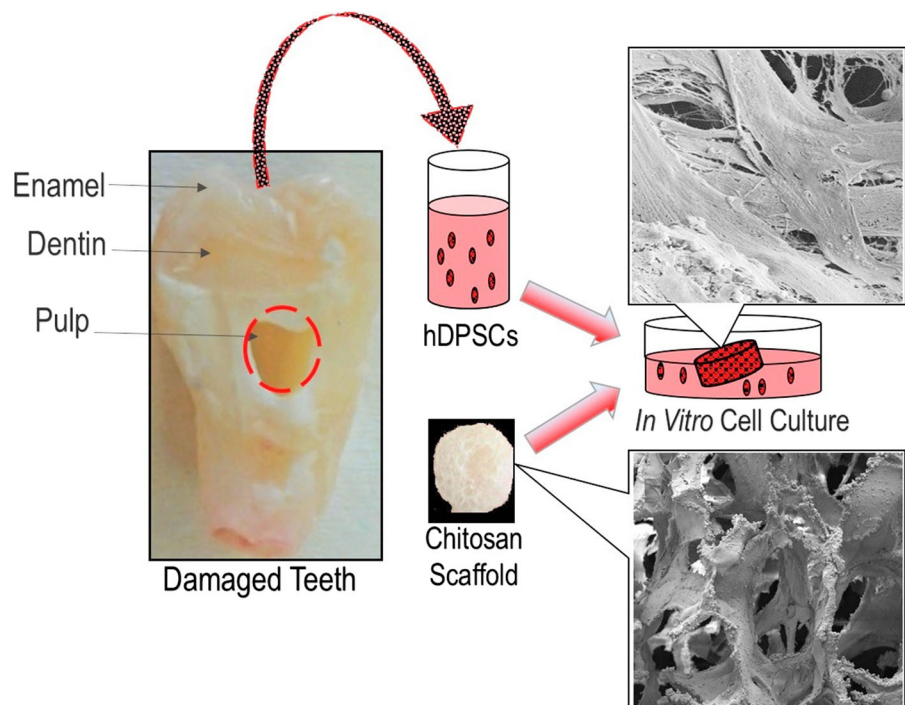 Enamel
Dentin
Pulp
Damaged Teeth
hDPSCs
Chitosan
Scaffold
In Vitro Cell Culture